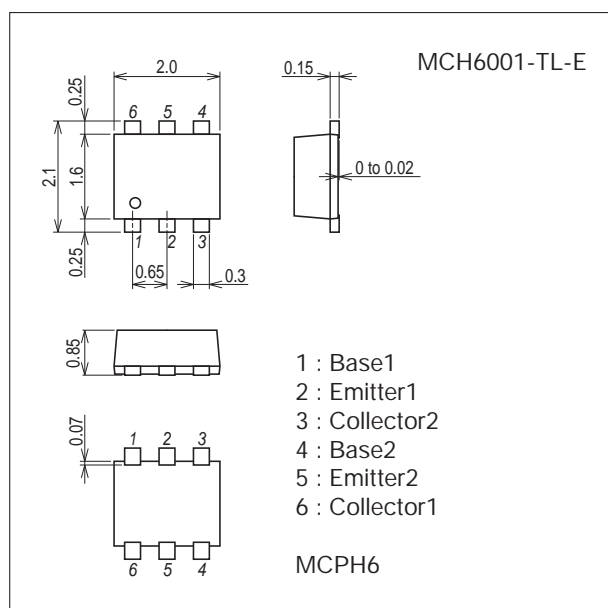 MCH6001-TL-E
2.0
0.15
0.25
6 5 4
2.1
1.6
0 to 0.02
1 2 3
0.25
0.65
0.3
0.85
1 : Base1
2 : Emitter1
3 : Collector2
4 : Base2
5 : Emitter2
6 : Collector1
0.07
1 2 3
6 5 4
MCPH6